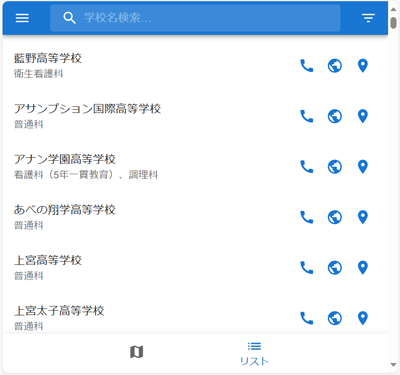 学校名検索...
藍野高等学校
衛生看護科
アサンプション国際高等学校
普通科
アナン学園高等学校
看護科（5年一貫教育）、調理科
あべの翔学高等学校
普通科
上宮高等学校
普通科
上宮太子高等学校
普通科
リスト